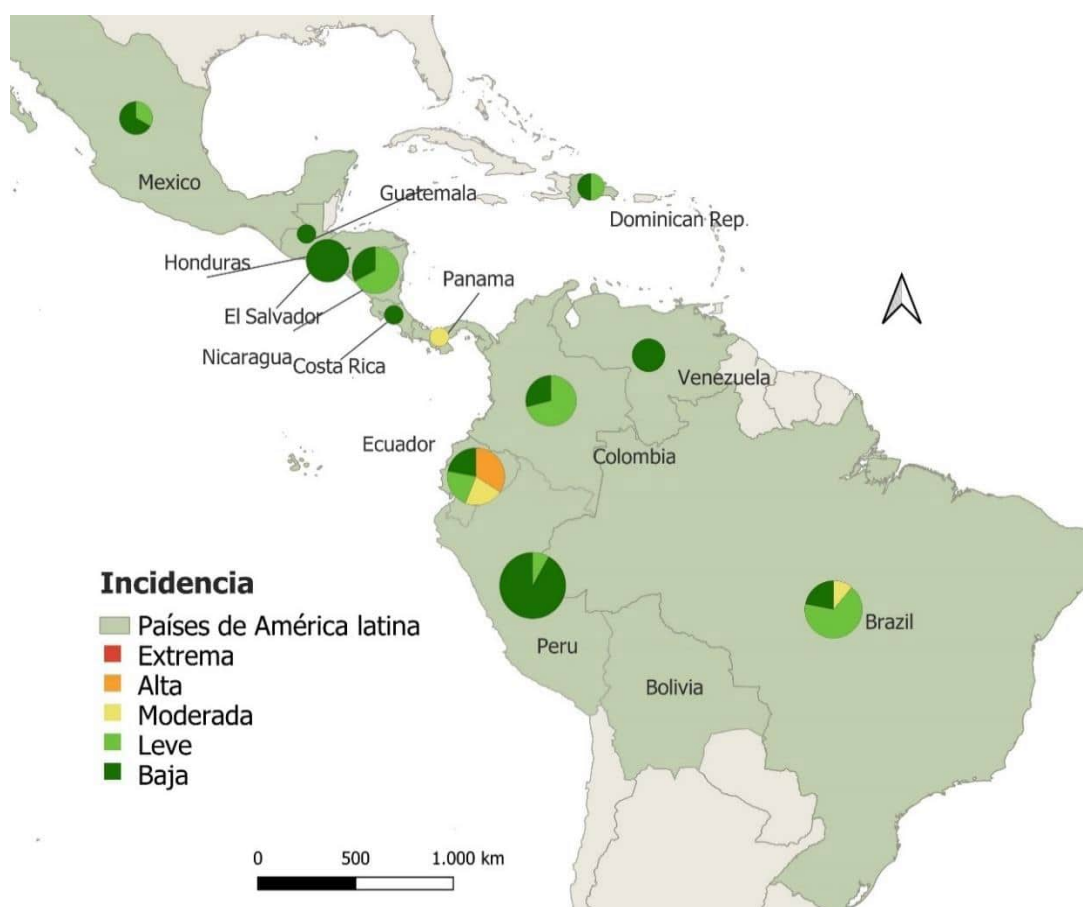 Mexico
Guatemala
Dominican Rep.
Honduras
Panama
El Salvador
Nicaragua
Costa Rica
Venezuela
Ecuador
Colombia
Incidencia
Países de América latina
Extrema
Alta
Moderada
Leve
Baja
Peru
Brazil
Bolivia
0 500 1.000 km